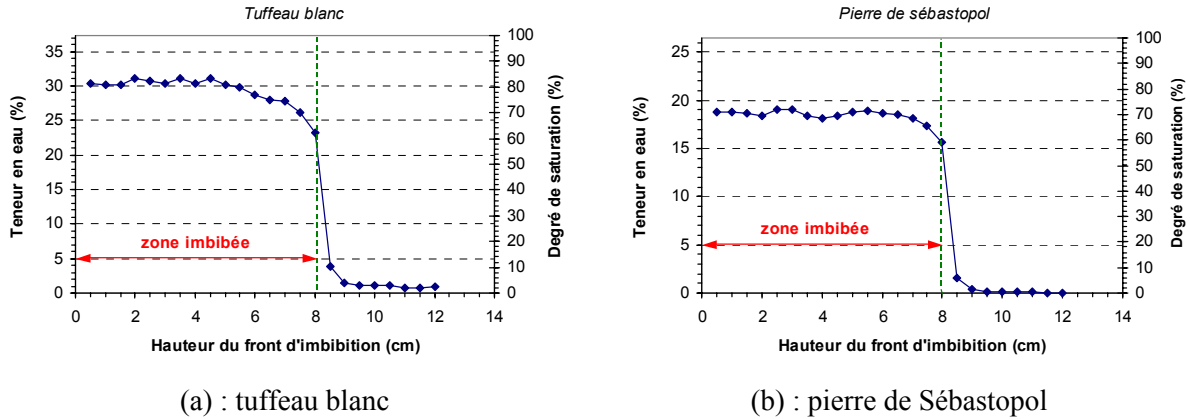 Tuffeau blanc
Teneur en eau (%)
35
30
25
20
15
10
5
0
100
90
80
70
60
50
40
30
20
10
0
Degré de saturation (%)
zone imbibée
0 2 4 6 8 10 12 14
Hauteur du front d'imbibition (cm)
(a) : tuffeau blanc
Pierre de sébastopol
Teneur en eau (%)
25
20
15
10
5
0
100
90
80
70
60
50
40
30
20
10
0
Degré de saturation (%)
zone imbibée
0 2 4 6 8 10 12 14
Hauteur du front d'imbibition (cm)
(b) : pierre de Sébastopol